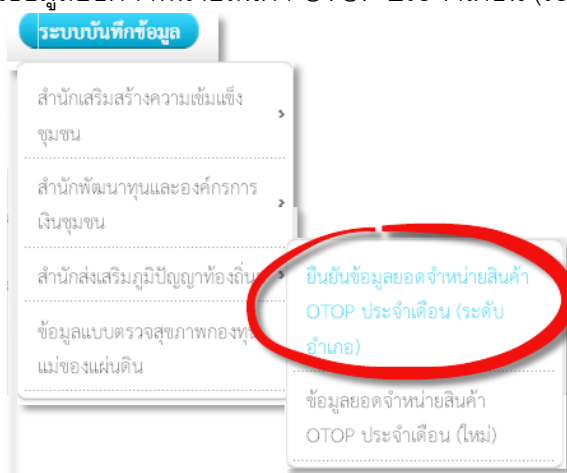 ระบบบันทึกข้อมูล
สำนักเสริมสร้างความเข้มแข็ง
ชุมชน
สำนักพัฒนาทุนและองค์กรการ
เงินชุมชน
สำนักส่งเสริมภูมิปัญญาท้องถิ่น
ข้อมูลแบบตรวจสุขภาพกองทุน
แม่ของแผ่นดิน
ยืนยันข้อมูลยอดจำหน่ายสินค้า
OTOP ประจำเดือน (ระดับ
อำเภอ)
ข้อมูลยอดจำหน่ายสินค้า
OTOP ประจำเดือน (ใหม่)